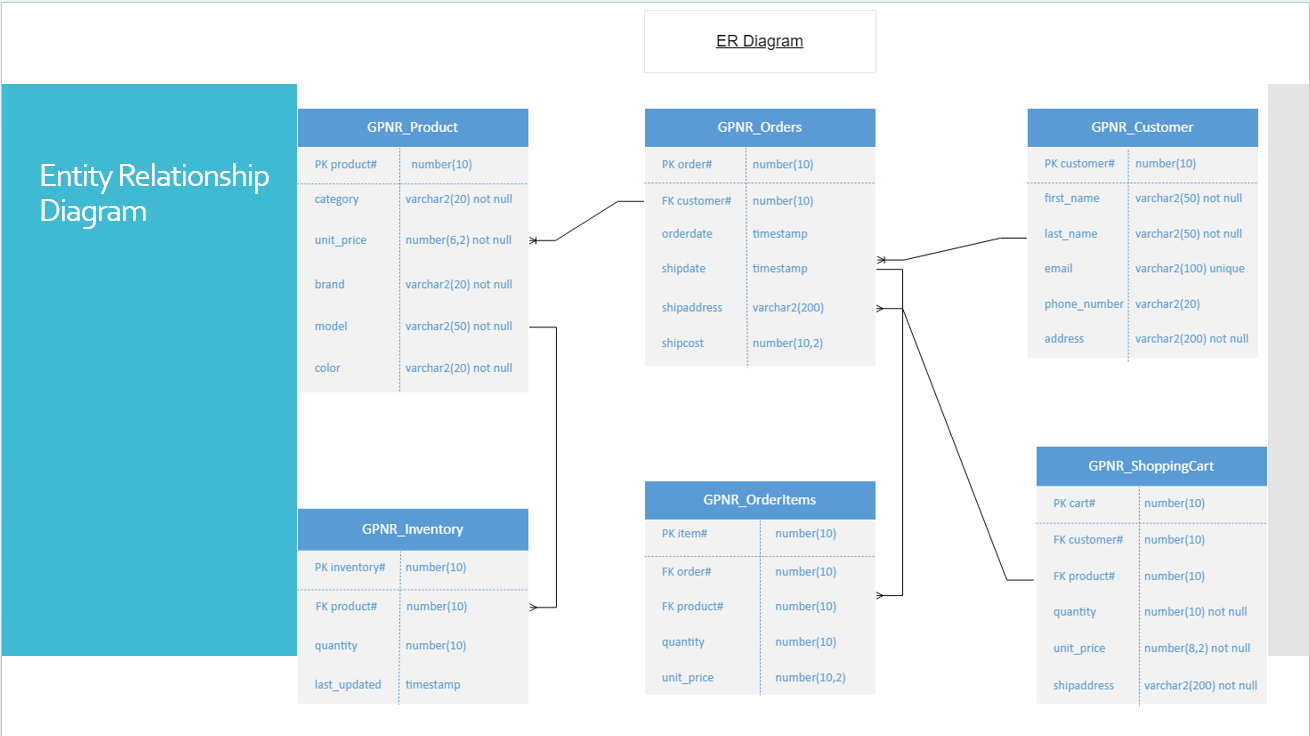 ER Diagram
Entity Relationship
Diagram
GPNR_Product
PK product# number(10)
category varchar2(20) not null
unit_price number(6,2) not null
brand varchar2(20) not null
model varchar2(50) not null
color varchar2(20) not null
GPNR_Orders
PK order# number(10)
FK customer# number(10)
orderdate timestamp
shipdate timestamp
shipaddress varchar2(200)
shipcost number(10,2)
GPNR_Customer
PK customer# number(10)
first_name varchar2(50) not null
last_name varchar2(50) not null
email varchar2(100) unique
phone_number varchar2(20)
address varchar2(200) not null
GPNR_Inventory
PK inventory# number(10)
FK product# number(10)
quantity number(10)
last_updated timestamp
GPNR_OrderItems
PK item# number(10)
FK order# number(10)
FK product# number(10)
quantity number(10)
unit_price number(10,2)
GPNR_ShoppingCart
PK cart# number(10)
FK customer# number(10)
FK product# number(10)
quantity number(10) not null
unit_price number(8,2) not null
shipaddress varchar2(200) not null